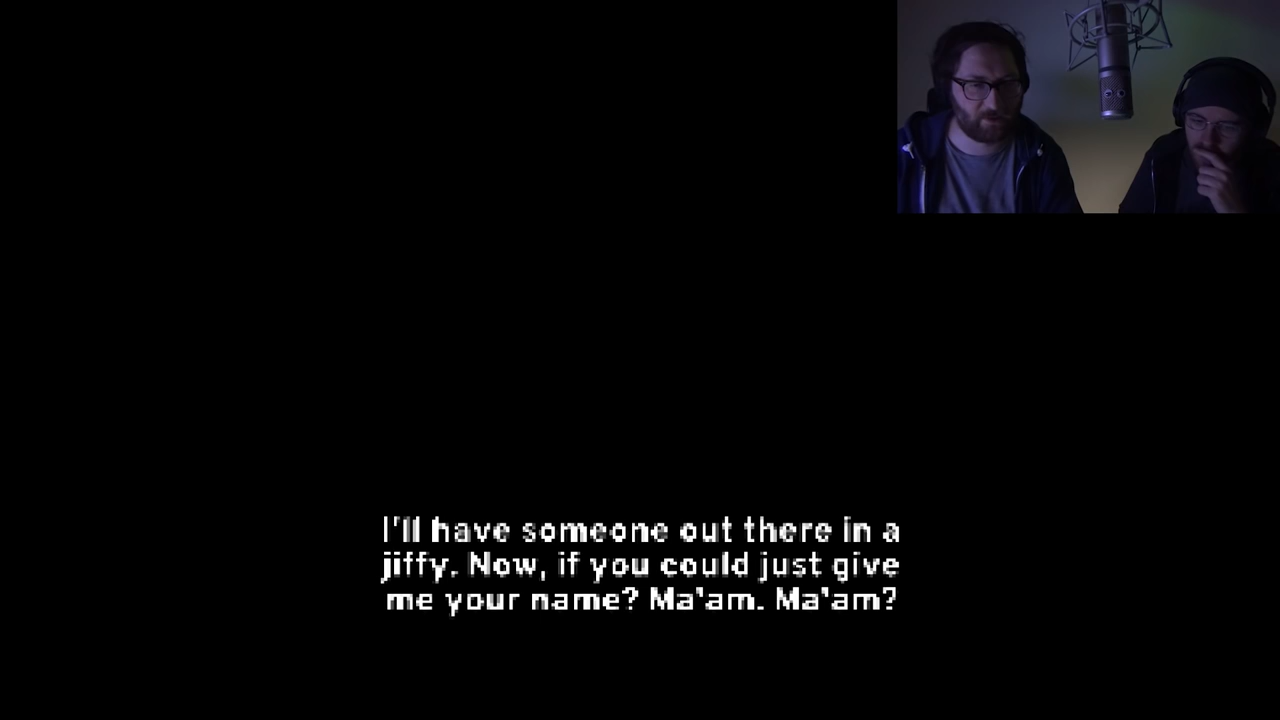 I'll have someone out there in a
jiffy. Now, if you could just give
me your name? Ma'am. Ma'am?